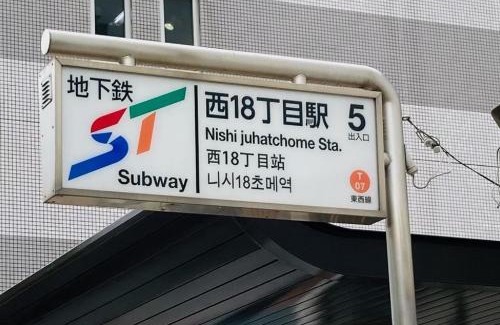 地下鉄
ST
Subway
西18丁目駅
Nishi juhatchome Sta.
西18丁目站
니시18초메역
5
出入口
T
07
東西線